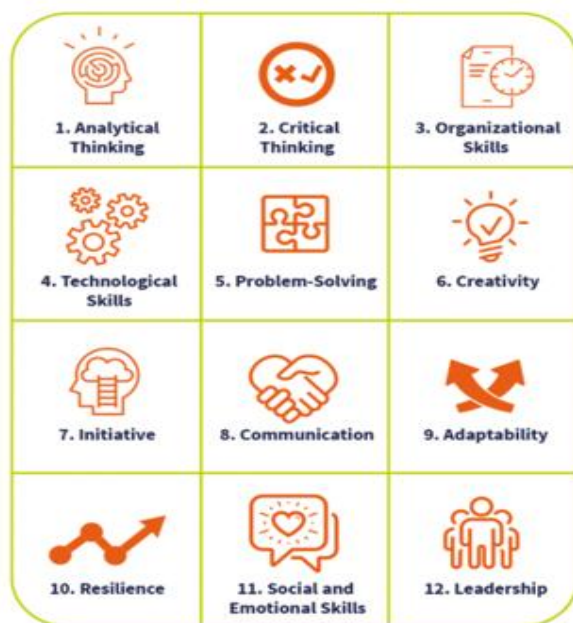 1. Analytical
Thinking
2. Critical
Thinking
3. Organizational
Skills
4. Technological
Skills
5. Problem-Solving
6. Creativity
7. Initiative
8. Communication
9. Adaptability
10. Resilience
11. Social and
Emotional Skills
12. Leadership